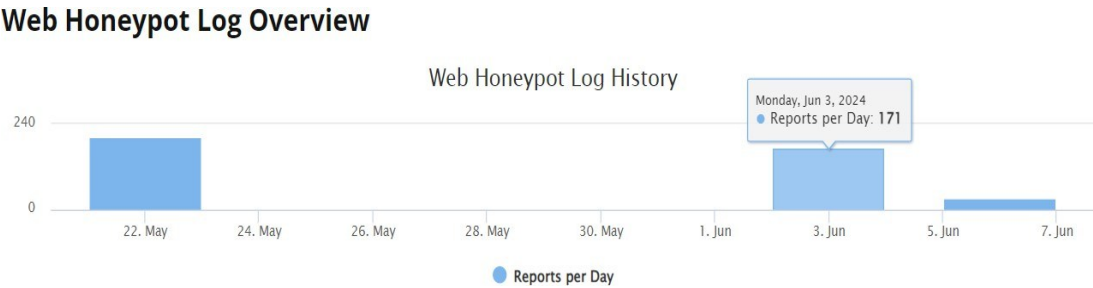 Web Honeypot Log Overview
Web Honeypot Log History
Monday, Jun 3, 2024
Reports per Day: 171
240
0
22. May 24. May 26. May 28. May 30. May 1. Jun 3. Jun 5. Jun 7. Jun
Reports per Day